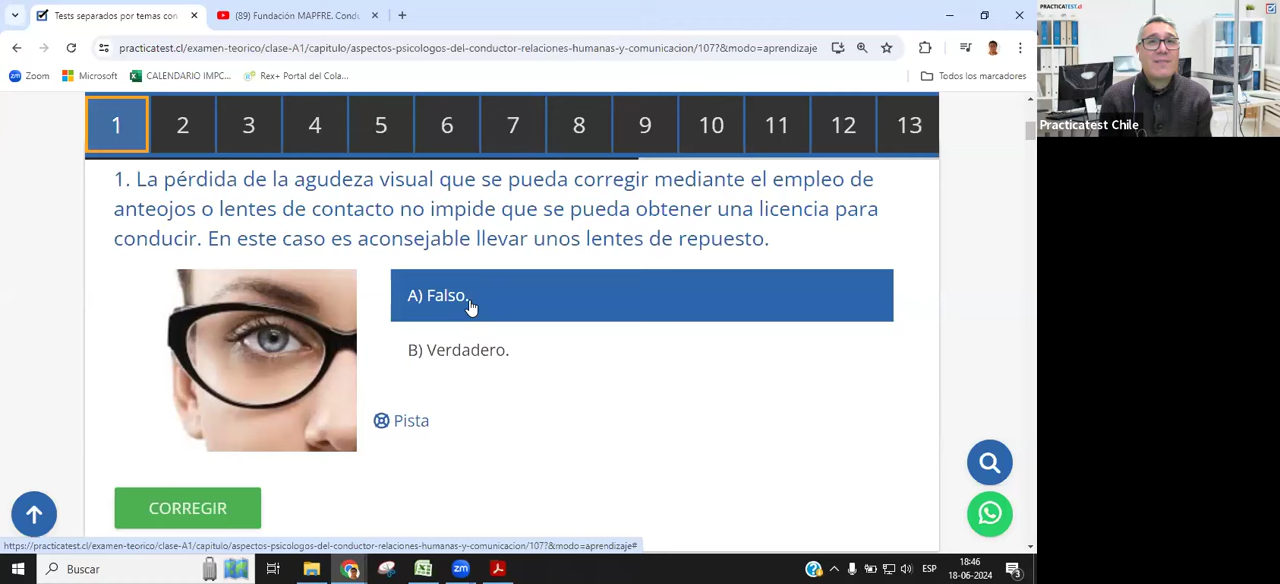 Tests separados por temas con
(89) Fundación MAPFRE. Condu
practicatest.cl/examen-teorico/clase-A1/capitulo/aspectos-psicologos-del-conductor-relaciones-humanas-y-comunicacion/107?&modo=aprendizaje
Zoom
Microsoft
CALENDARIO IMPC...
Rex+ Portal del Cola...
Todos los marcadores
1 2 3 4 5 6 7 8 9 10 11 12 13
1. La pérdida de la agudeza visual que se pueda corregir mediante el empleo de
anteojos o lentes de contacto no impide que se pueda obtener una licencia para
conducir. En este caso es aconsejable llevar unos lentes de repuesto.
A) Falso.
B) Verdadero.
Pista
CORREGIR
https://practicatest.cl/examen-teorico/clase-A1/capitulo/aspectos-psicologos-del-conductor-relaciones-humanas-y-comunicacion/107?&modo=aprendizaje#
Buscar
ESP
18:46
18-06-2024
3
PRACTICATEST.cl
Practicatest Chile